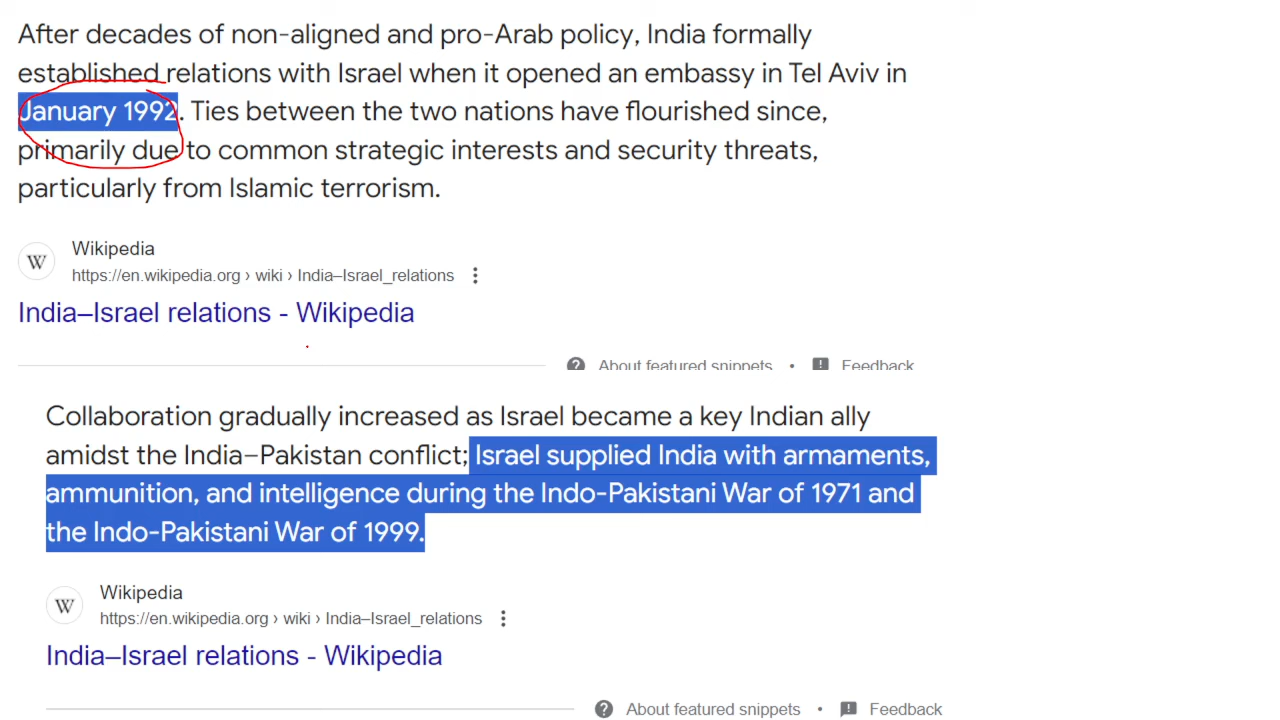 After decades of non-aligned and pro-Arab policy, India formally
established relations with Israel when it opened an embassy in Tel Aviv in
January 1992. Ties between the two nations have flourished since,
primarily due to common strategic interests and security threats,
particularly from Islamic terrorism.
W
Wikipedia
https://en.wikipedia.org › wiki › India–Israel_relations
India–Israel relations - Wikipedia
About featured snippets • Feedback
Collaboration gradually increased as Israel became a key Indian ally
amidst the India–Pakistan conflict; Israel supplied India with armaments,
ammunition, and intelligence during the Indo-Pakistani War of 1971 and
the Indo-Pakistani War of 1999.
W
Wikipedia
https://en.wikipedia.org › wiki › India–Israel_relations
India–Israel relations - Wikipedia
About featured snippets • Feedback